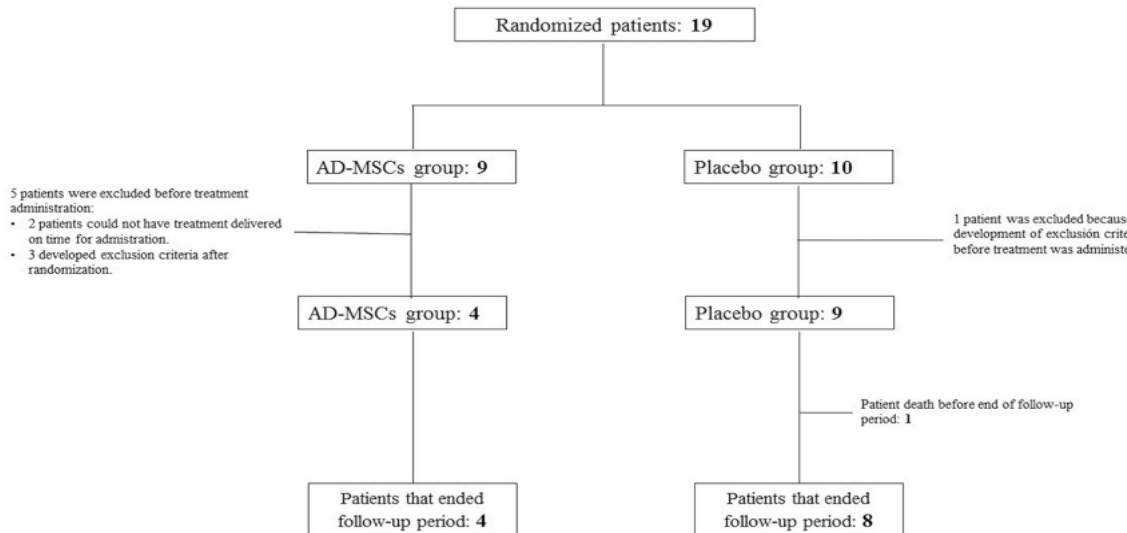 Randomized patients: 19
AD-MSCs group: 9
Placebo group: 10
5 patients were excluded before treatment
administration:
• 2 patients could not have treatment delivered
on time for admistration.
• 3 developed exclusion criteria after
randomization.
1 patient was excluded because
development of exclusión crite
before treatment was administe
AD-MSCs group: 4
Placebo group: 9
Patient death before end of follow-up
period: 1
Patients that ended
follow-up period: 4
Patients that ended
follow-up period: 8